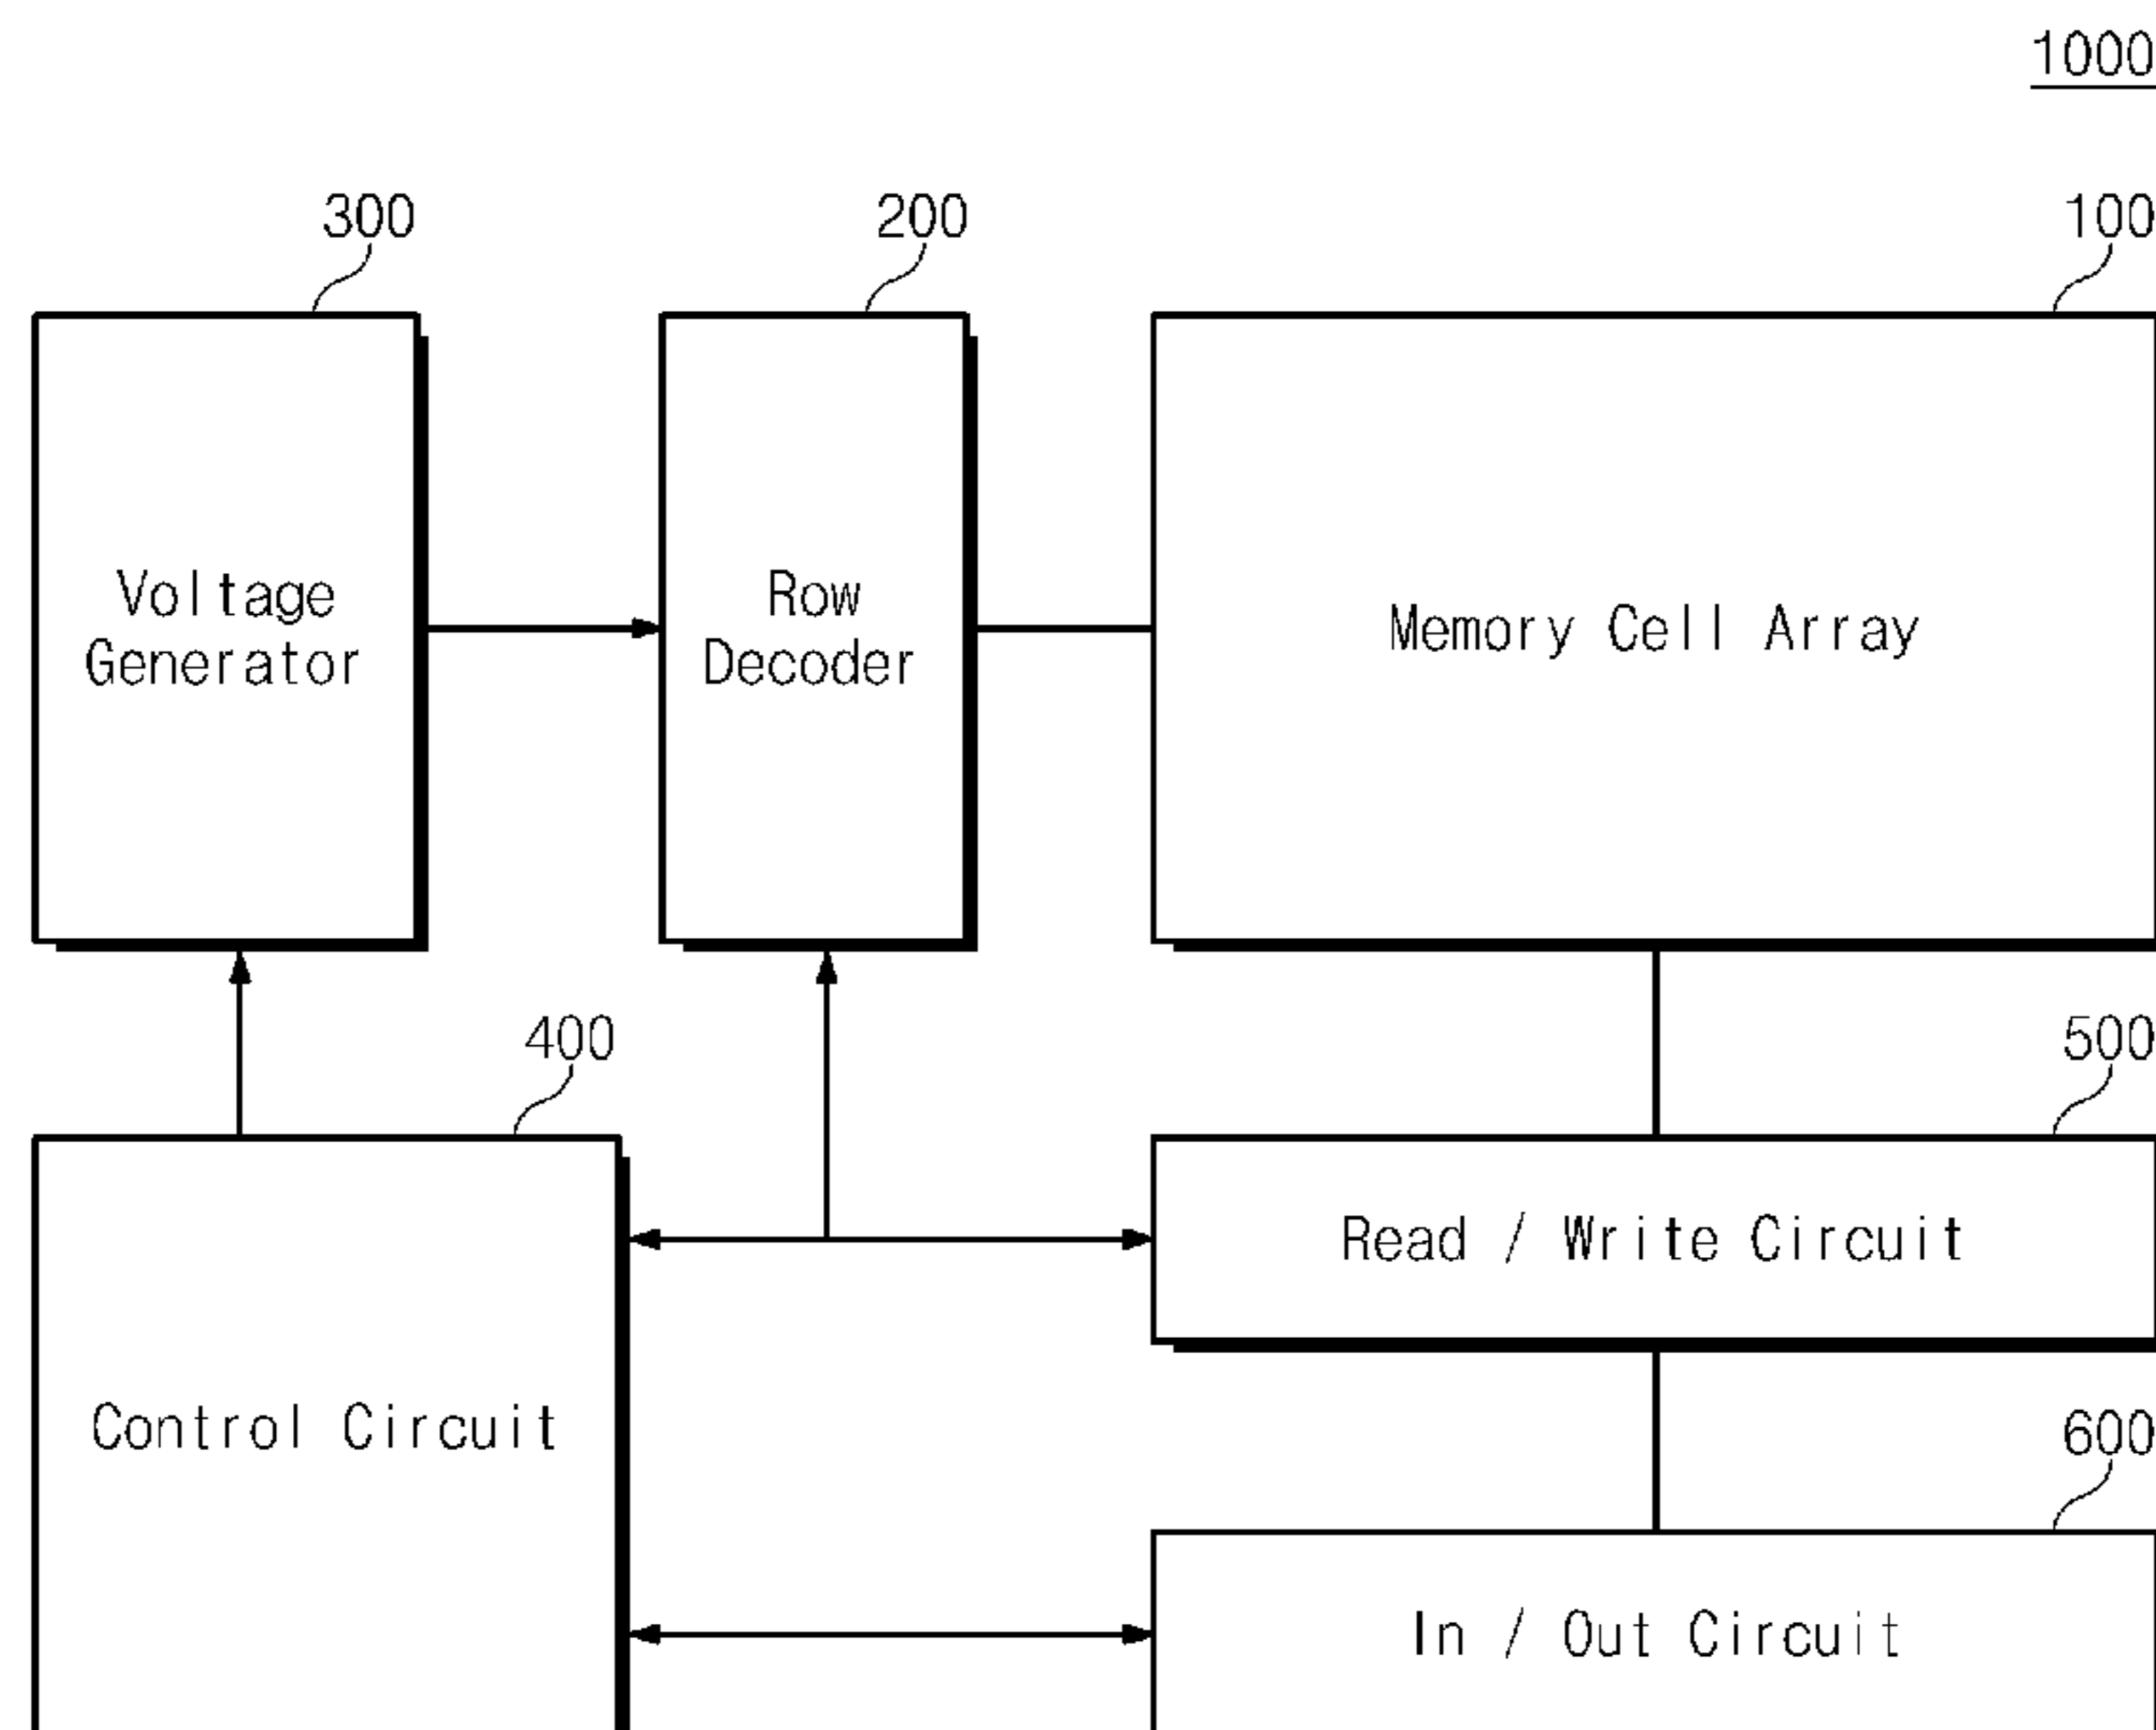 1000
300
200
100
Voltage
Generator
Row
Decoder
Memory Cell Array
400
500
Read / Write Circuit
Control Circuit
600
In / Out Circuit